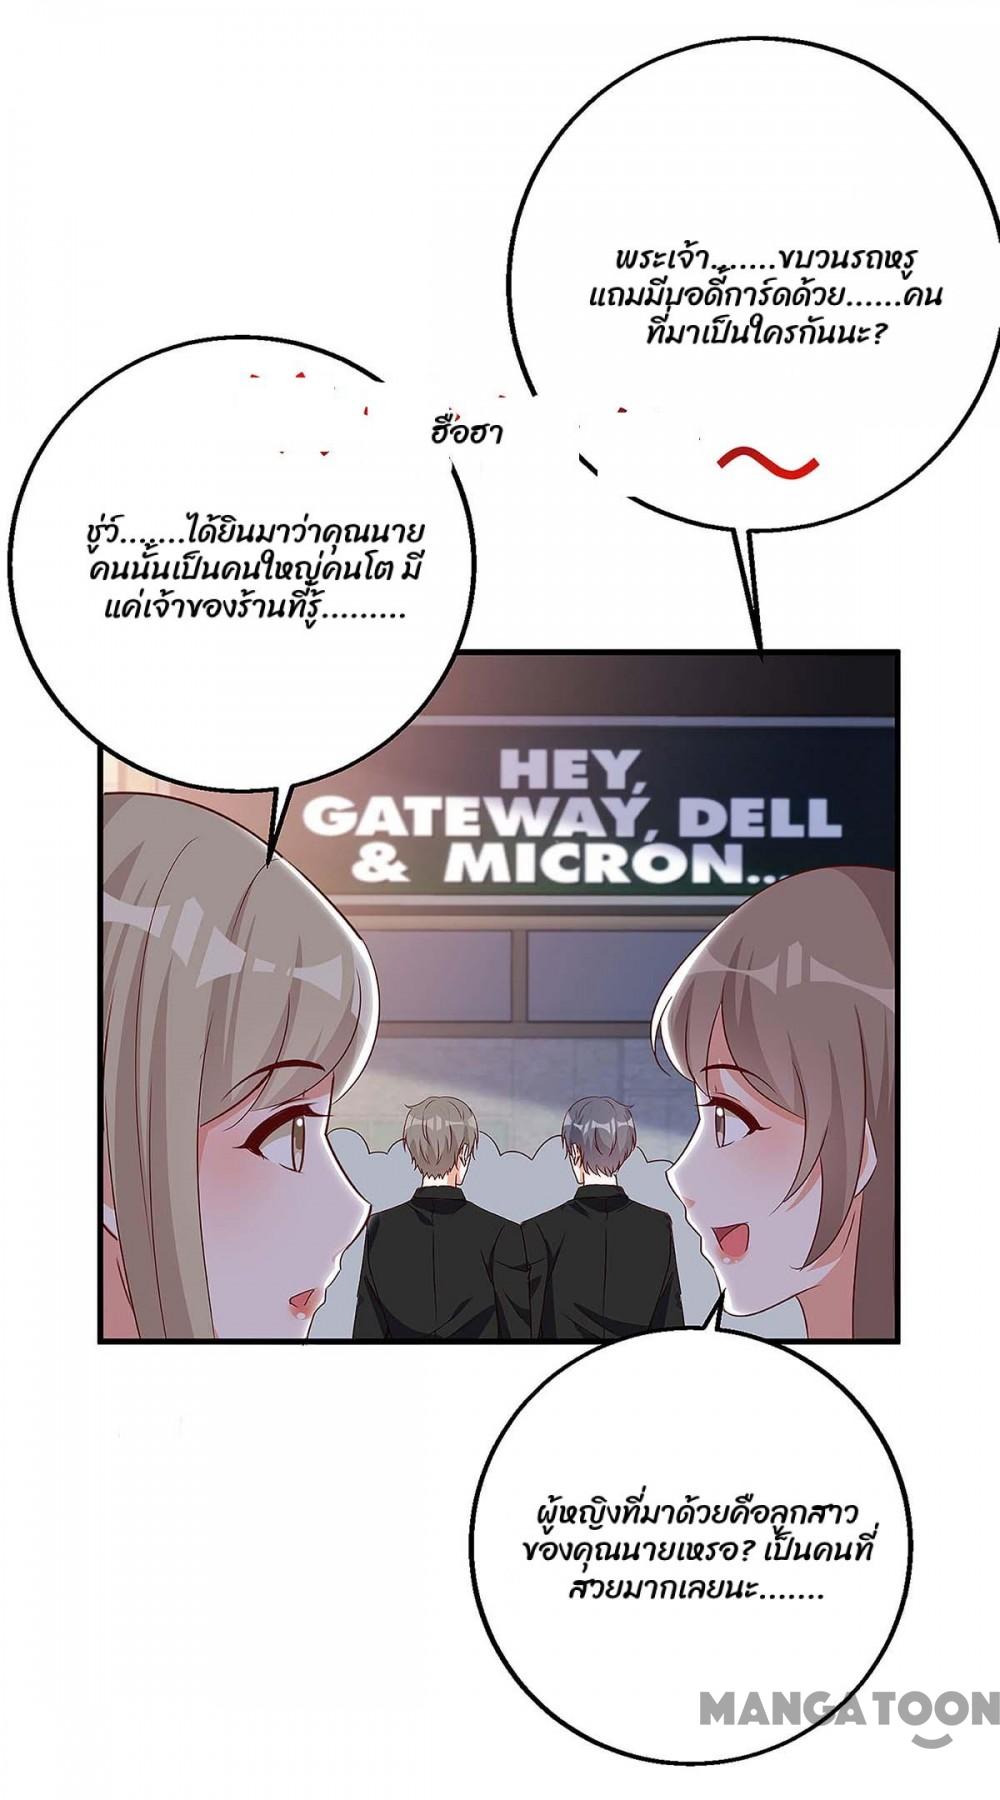 พระเจ้า.......ขบวนรถหรู
แถมมีบอดี้การ์ดด้วย......คน
ที่มาเป็นใครกันนะ?
ฮือฮา
ชู่ว์.......ได้ยินมาว่าคุณนาย
คนนั้นเป็นคนใหญ่คนโต มี
แค่เจ้าของร้านที่รู้.........
HEY,
GATEWAY, DELL
& MICRON...
ผู้หญิงที่มาด้วยคือลูกสาว
ของคุณนายเหรอ? เป็นคนที่
สวยมากเลยนะ.......
MANGATOON